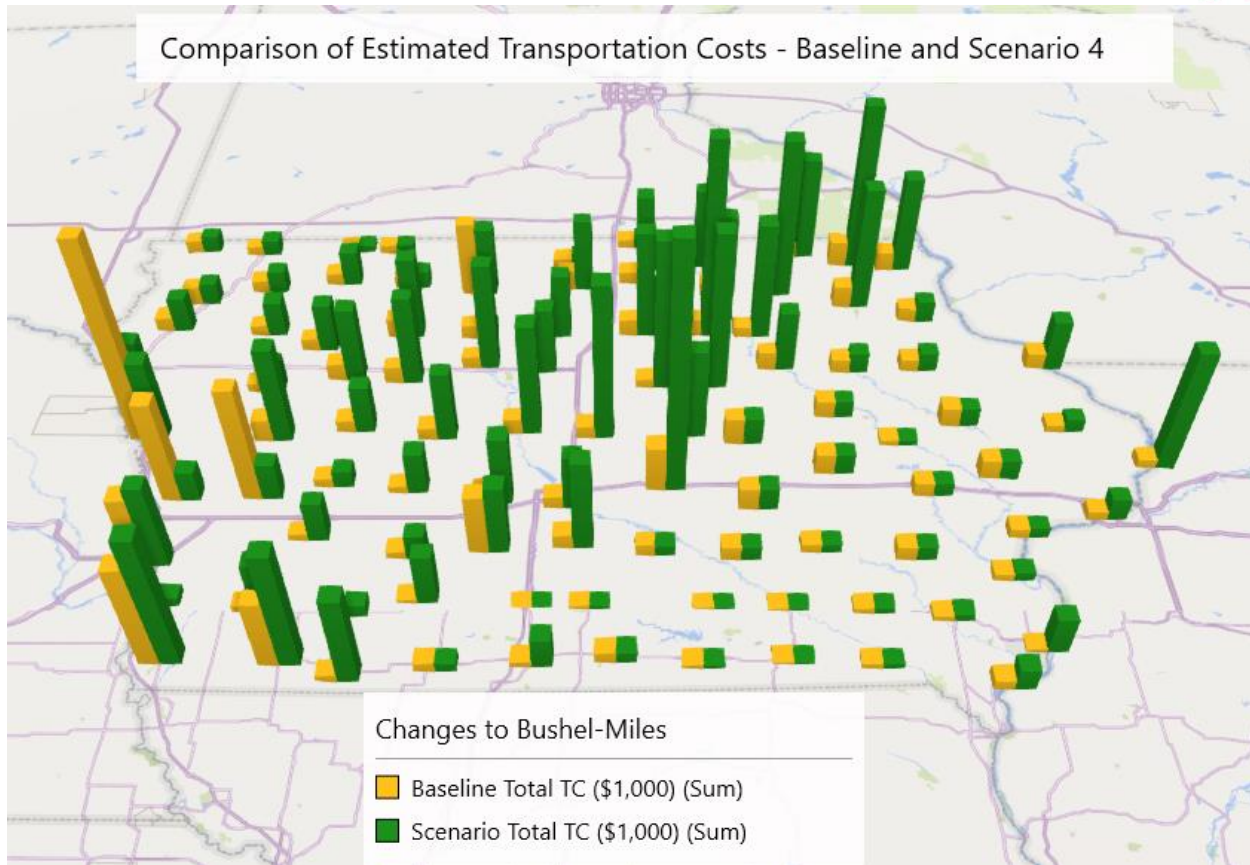 Comparison of Estimated Transportation Costs - Baseline and Scenario 4
Changes to Bushel-Miles
Baseline Total TC ($1,000) (Sum)
Scenario Total TC ($1,000) (Sum)